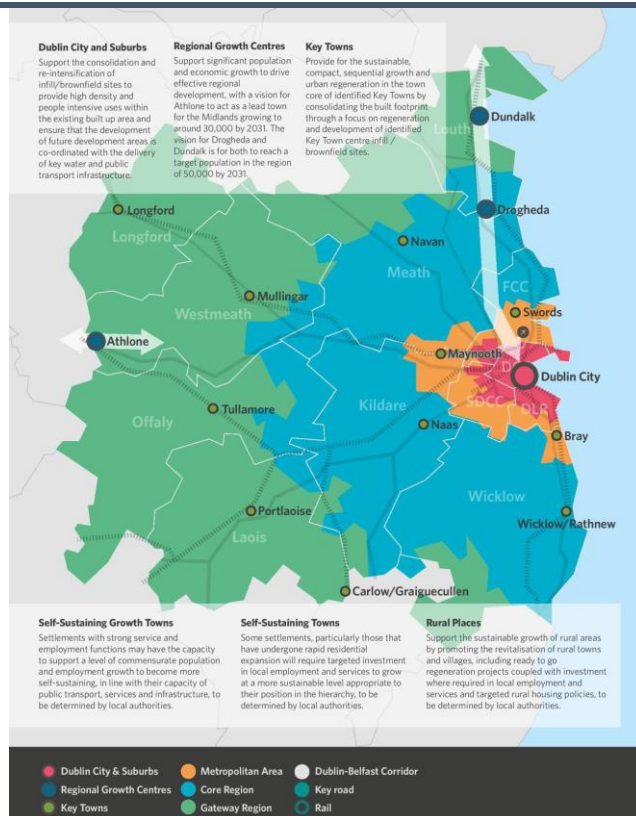 Dublin City and Suburbs
Support the consolidation and
re-intensification of
infill/brownfield sites to
provide high density and
people intensive uses within
the existing built up area and
ensure that the development
of future development areas is
co-ordinated with the delivery
of key water and public
transport infrastructure.
Regional Growth Centres
Support significant population
and economic growth to drive
effective regional
development, with a vision for
Athlone to act as a lead town
for the Midlands growing to
around 30,000 by 2031. The
vision for Drogheda and
Dundalk is for both to reach a
target population in the region
of 50,000 by 2031.
Key Towns
Provide for the sustainable,
compact, sequential growth and
urban regeneration in the town
core of identified Key Towns by
consolidating the built footprint
through a focus on regeneration
and development of identified
Key Town centre infill /
brownfield sites.
Dundalk
Louth
Drogheda
Longford
Longford
Navan
Meath
Mullingar
Westmeath
FCC
Swords
Athlone
Maynooth
D
Dublin City
Kildare
SDCC
DLR
Offaly
Tullamore
Naas
Bray
Wicklow
Portlaoise
Wicklow/Rathnew
Laois
Carlow/Graiguecullen
Self-Sustaining Growth Towns
Settlements with strong service and
employment functions may have the capacity
to support a level of commensurate population
and employment growth to become more
self-sustaining, in line with their capacity of
public transport, services and infrastructure, to
be determined by local authorities.
Self-Sustaining Towns
Some settlements, particularly those that
have undergone rapid residential
expansion will require targeted investment
in local employment and services to grow
at a more sustainable level appropriate to
their position in the hierarchy, to be
determined by local authorities.
Rural Places
Support the sustainable growth of rural areas
by promoting the revitalisation of rural towns
and villages, including ready to go
regeneration projects coupled with investment
where required in local employment and
services and targeted rural housing policies, to
be determined by local authorities.
Dublin City & Suburbs
Metropolitan Area
Dublin-Belfast Corridor
Regional Growth Centres
Core Region
Key road
Key Towns
Gateway Region
Rail